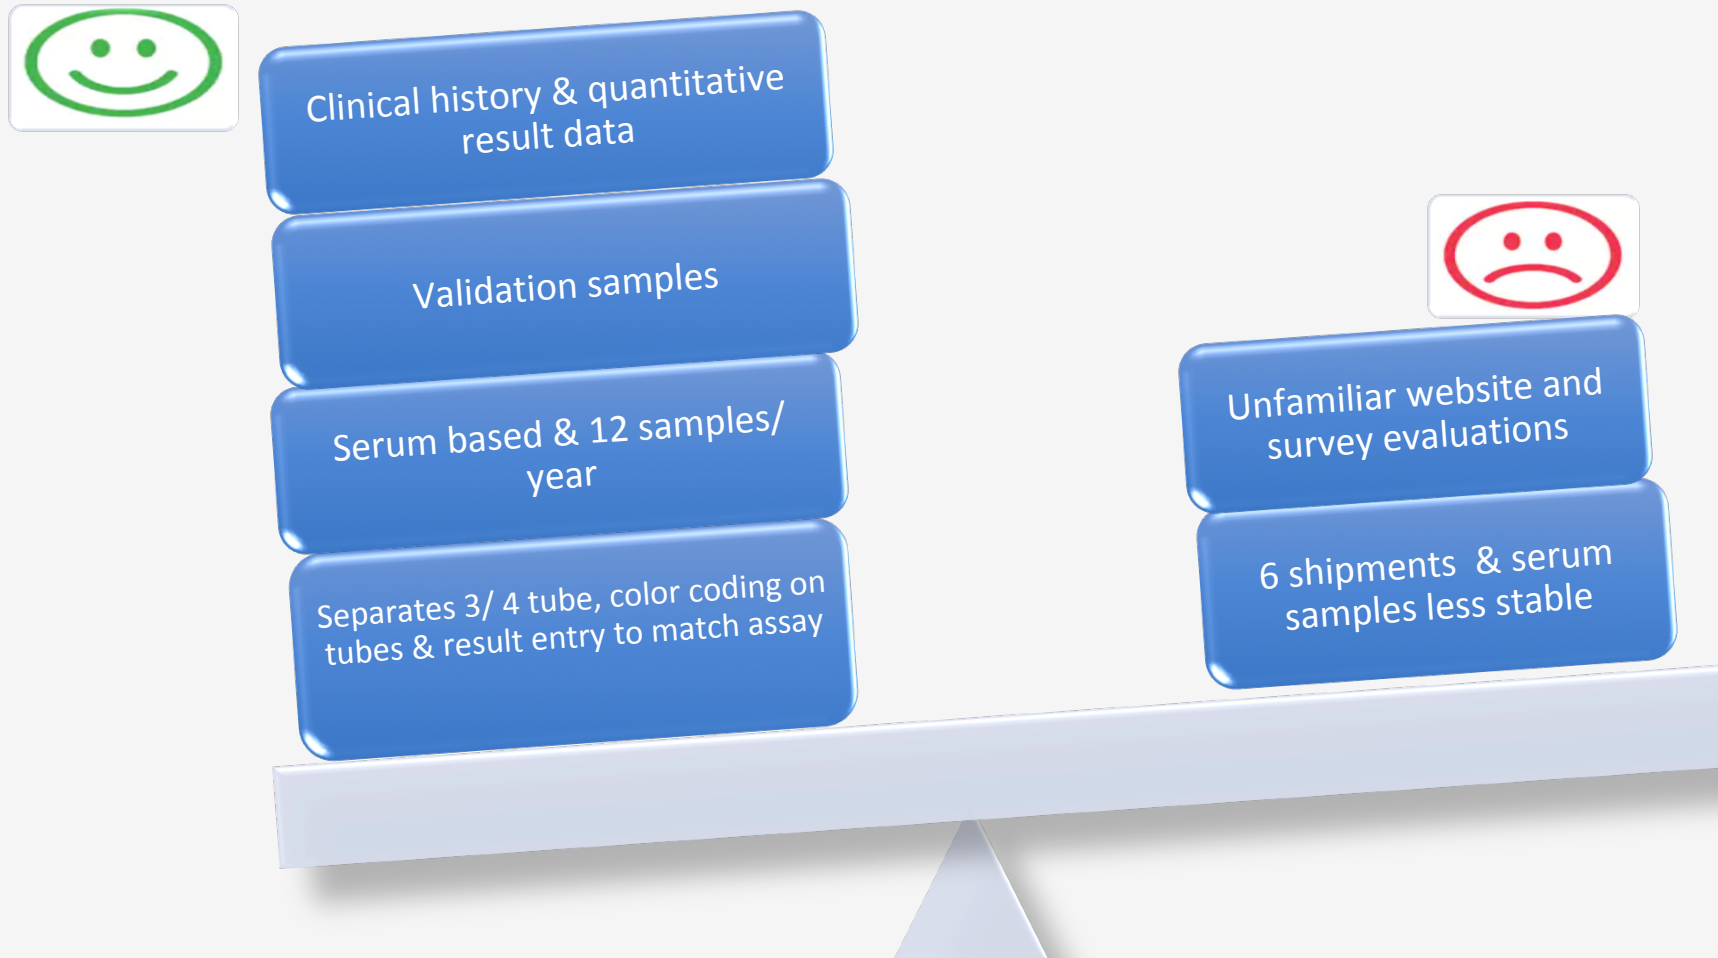 Clinical history & quantitative
result data
Validation samples
Serum based & 12 samples/
year
Separates 3/ 4 tube, color coding on
tubes & result entry to match assay
Unfamiliar website and
survey evaluations
6 shipments  & serum
samples less stable